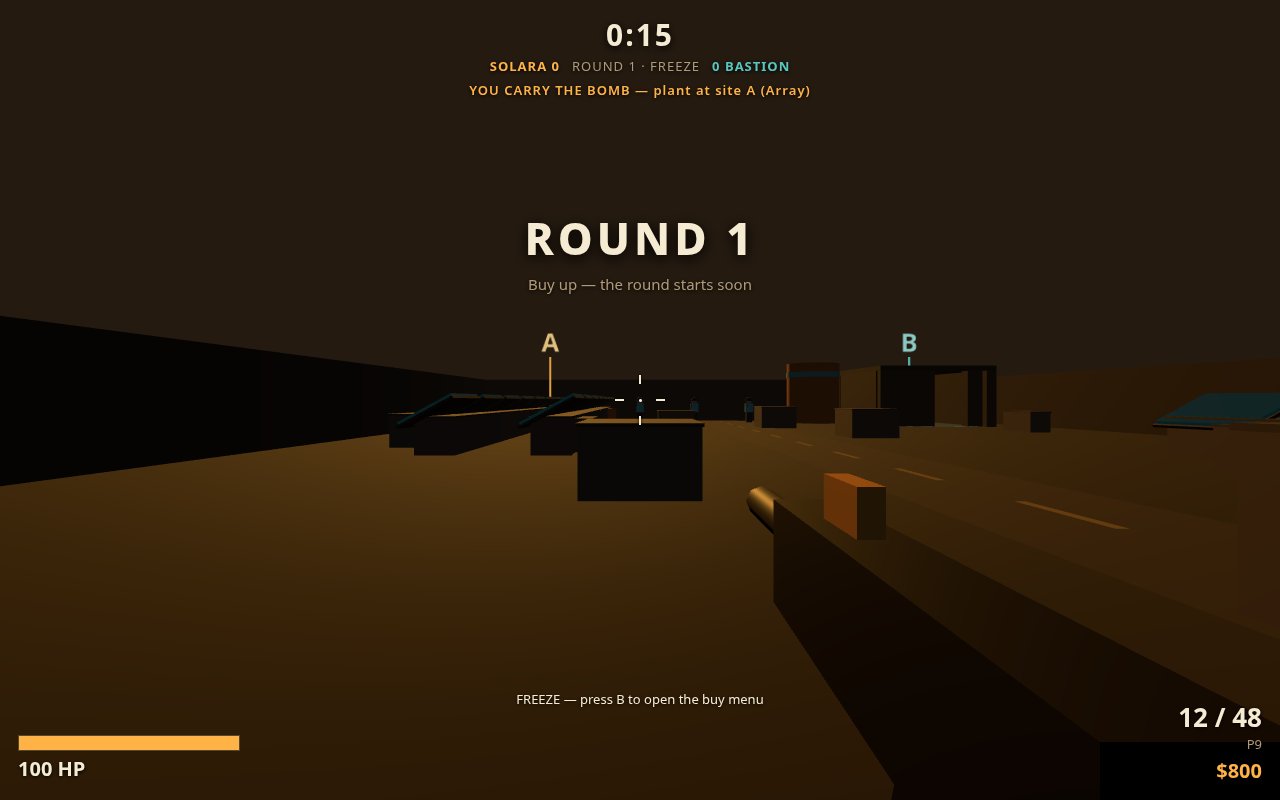 0:15
SOLARA 0 ROUND 1 · FREEZE 0 BASTION
YOU CARRY THE BOMB — plant at site A (Array)
ROUND 1
Buy up — the round starts soon
A
B
FREEZE — press B to open the buy menu
12 / 48
P9
100 HP
$800